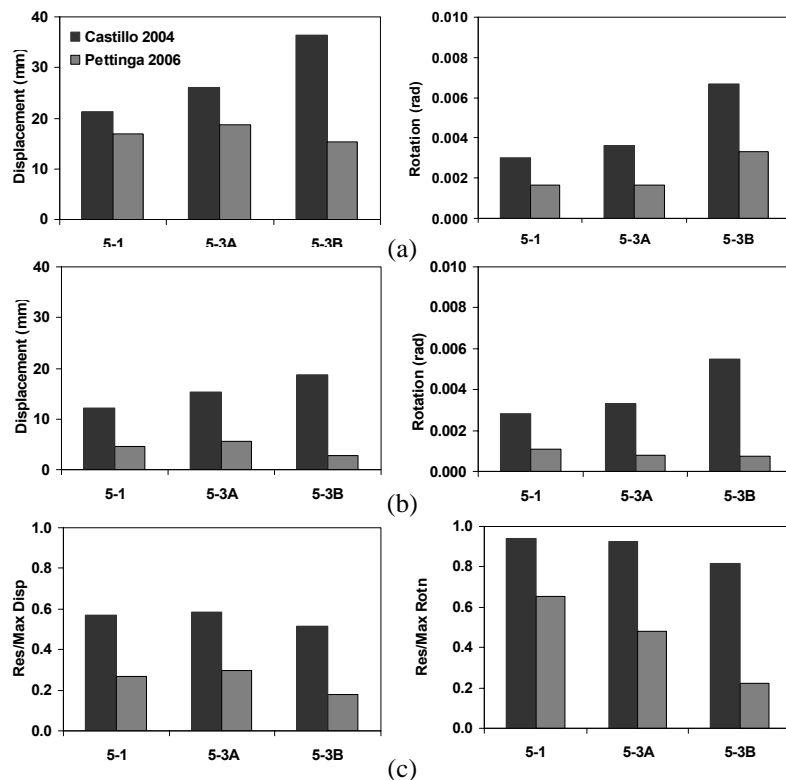 40
30
20
10
0
Displacement (mm)
Castillo 2004
Pettinga 2006
5-1
5-3A
5-3B
0.010
0.008
0.006
0.004
0.002
0.000
Rotation (rad)
5-1
5-3A
5-3B
(a)
40
30
20
10
0
Displacement (mm)
5-1
5-3A
5-3B
0.010
0.008
0.006
0.004
0.002
0.000
Rotation (rad)
5-1
5-3A
5-3B
(b)
1.0
0.8
0.6
0.4
0.2
0.0
Res/Max Disp
5-1
5-3A
5-3B
1.0
0.8
0.6
0.4
0.2
0.0
Res/Max Rotn
5-1
5-3A
5-3B
(c)